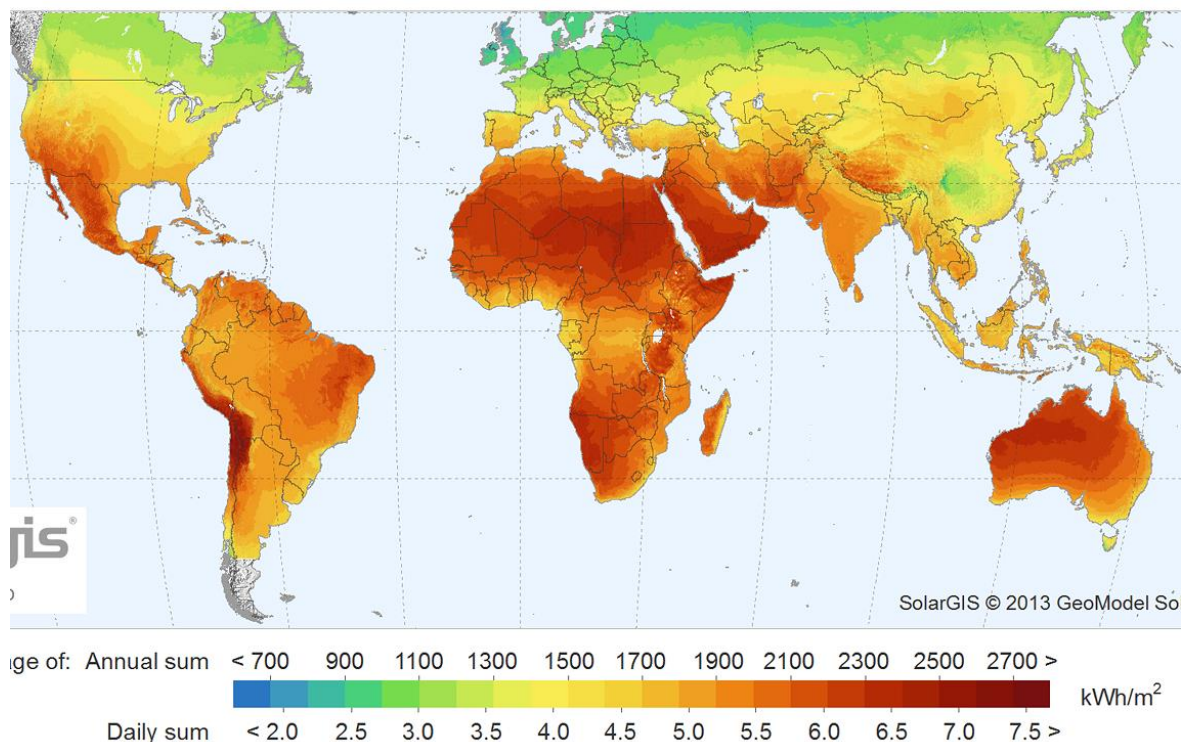 gis®
SolarGIS © 2013 GeoModel So
ge of: Annual sum < 700 900 1100 1300 1500 1700 1900 2100 2300 2500 2700 >
kWh/m²
Daily sum < 2.0 2.5 3.0 3.5 4.0 4.5 5.0 5.5 6.0 6.5 7.0 7.5 >